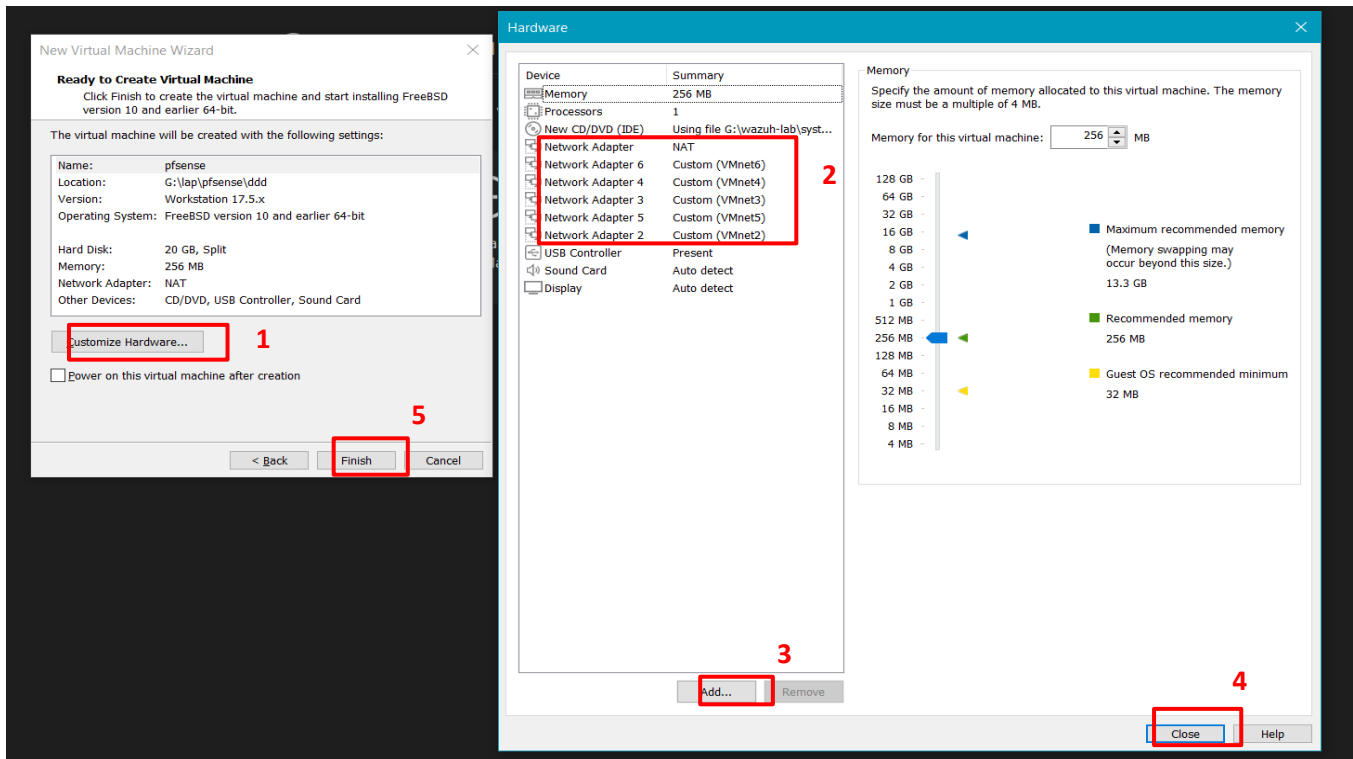 New Virtual Machine Wizard
Ready to Create Virtual Machine
Click Finish to create the virtual machine and start installing FreeBSD
version 10 and earlier 64-bit.
The virtual machine will be created with the following settings:
Name: pfsense
Location: G:\lap\pfsense\ddd
Version: Workstation 17.5.x
Operating System: FreeBSD version 10 and earlier 64-bit
Hard Disk: 20 GB, Split
Memory: 256 MB
Network Adapter: NAT
Other Devices: CD/DVD, USB Controller, Sound Card
Customize Hardware...
1
Power on this virtual machine after creation
5
< Back Finish Cancel
Hardware
Device Summary
Memory 256 MB
Processors 1
New CD/DVD (IDE) Using file G:\wazuh-lab\syst...
Network Adapter NAT
Network Adapter 6 Custom (VMnet6)
Network Adapter 4 Custom (VMnet4)
Network Adapter 3 Custom (VMnet3)
Network Adapter 5 Custom (VMnet5)
Network Adapter 2 Custom (VMnet2)
2
USB Controller Present
Sound Card Auto detect
Display Auto detect
3
Add... Remove
Memory
Specify the amount of memory allocated to this virtual machine. The memory
size must be a multiple of 4 MB.
Memory for this virtual machine: 256 MB
128 GB
64 GB
32 GB
16 GB
8 GB
4 GB
2 GB
1 GB
512 MB
256 MB
128 MB
64 MB
32 MB
16 MB
8 MB
4 MB
Maximum recommended memory
(Memory swapping may
occur beyond this size.)
13.3 GB
Recommended memory
256 MB
Guest OS recommended minimum
32 MB
4
Close Help